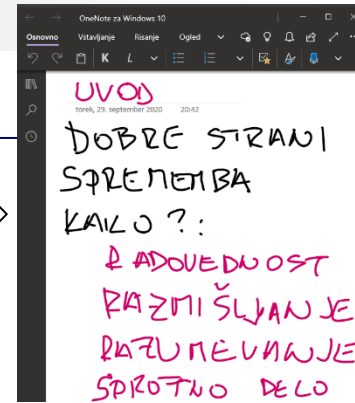 OneNote za Windows 10
Osnovno Vstavljanje Risanje Ogled
K L
UVOD
torek, 29. september 2020 20:42
DOBRE STRANI
SPREMEMBA
KAKO?:
RADOVEDNOST
RAZMIŠLJANJE
RAZUMEVANJE
SPROTNO DELO